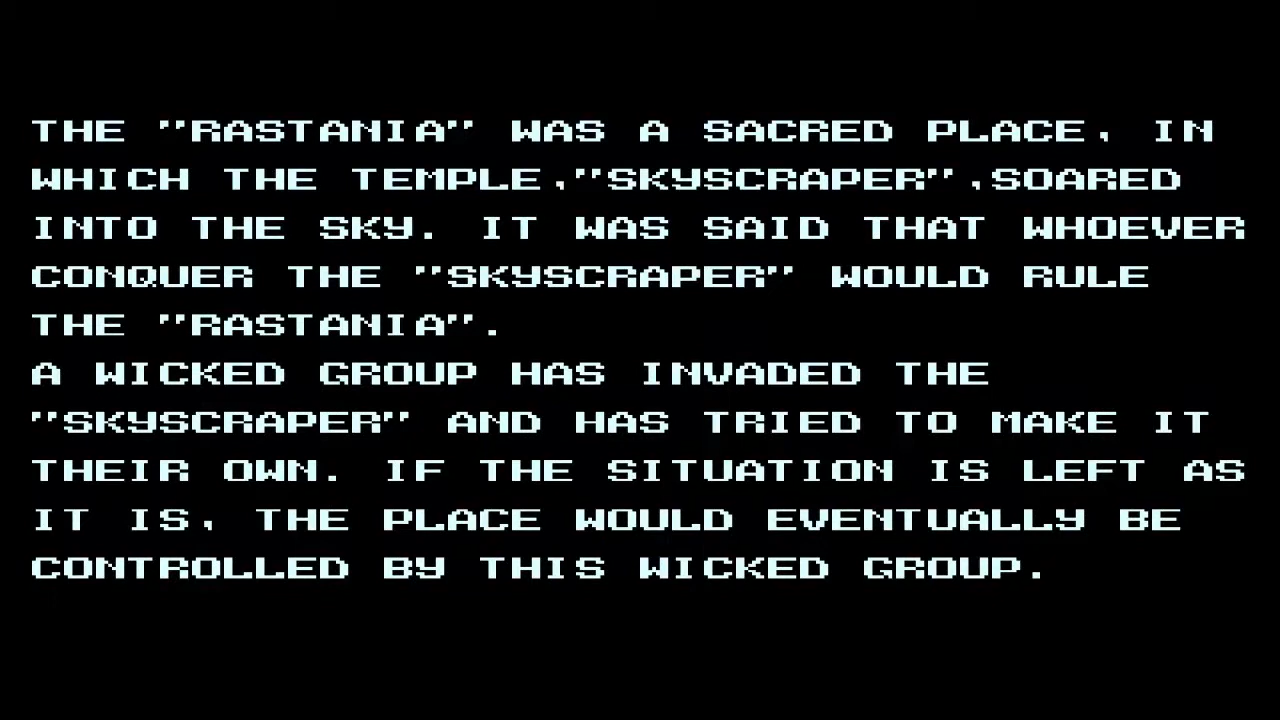 THE "RASTANIA" WAS A SACRED PLACE, IN
WHICH THE TEMPLE,"SKYSCRAPER",SOARED
INTO THE SKY. IT WAS SAID THAT WHOEVER
CONQUER THE "SKYSCRAPER" WOULD RULE
THE "RASTANIA".
A WICKED GROUP HAS INVADED THE
"SKYSCRAPER" AND HAS TRIED TO MAKE IT
THEIR OWN. IF THE SITUATION IS LEFT AS
IT IS, THE PLACE WOULD EVENTUALLY BE
CONTROLLED BY THIS WICKED GROUP.